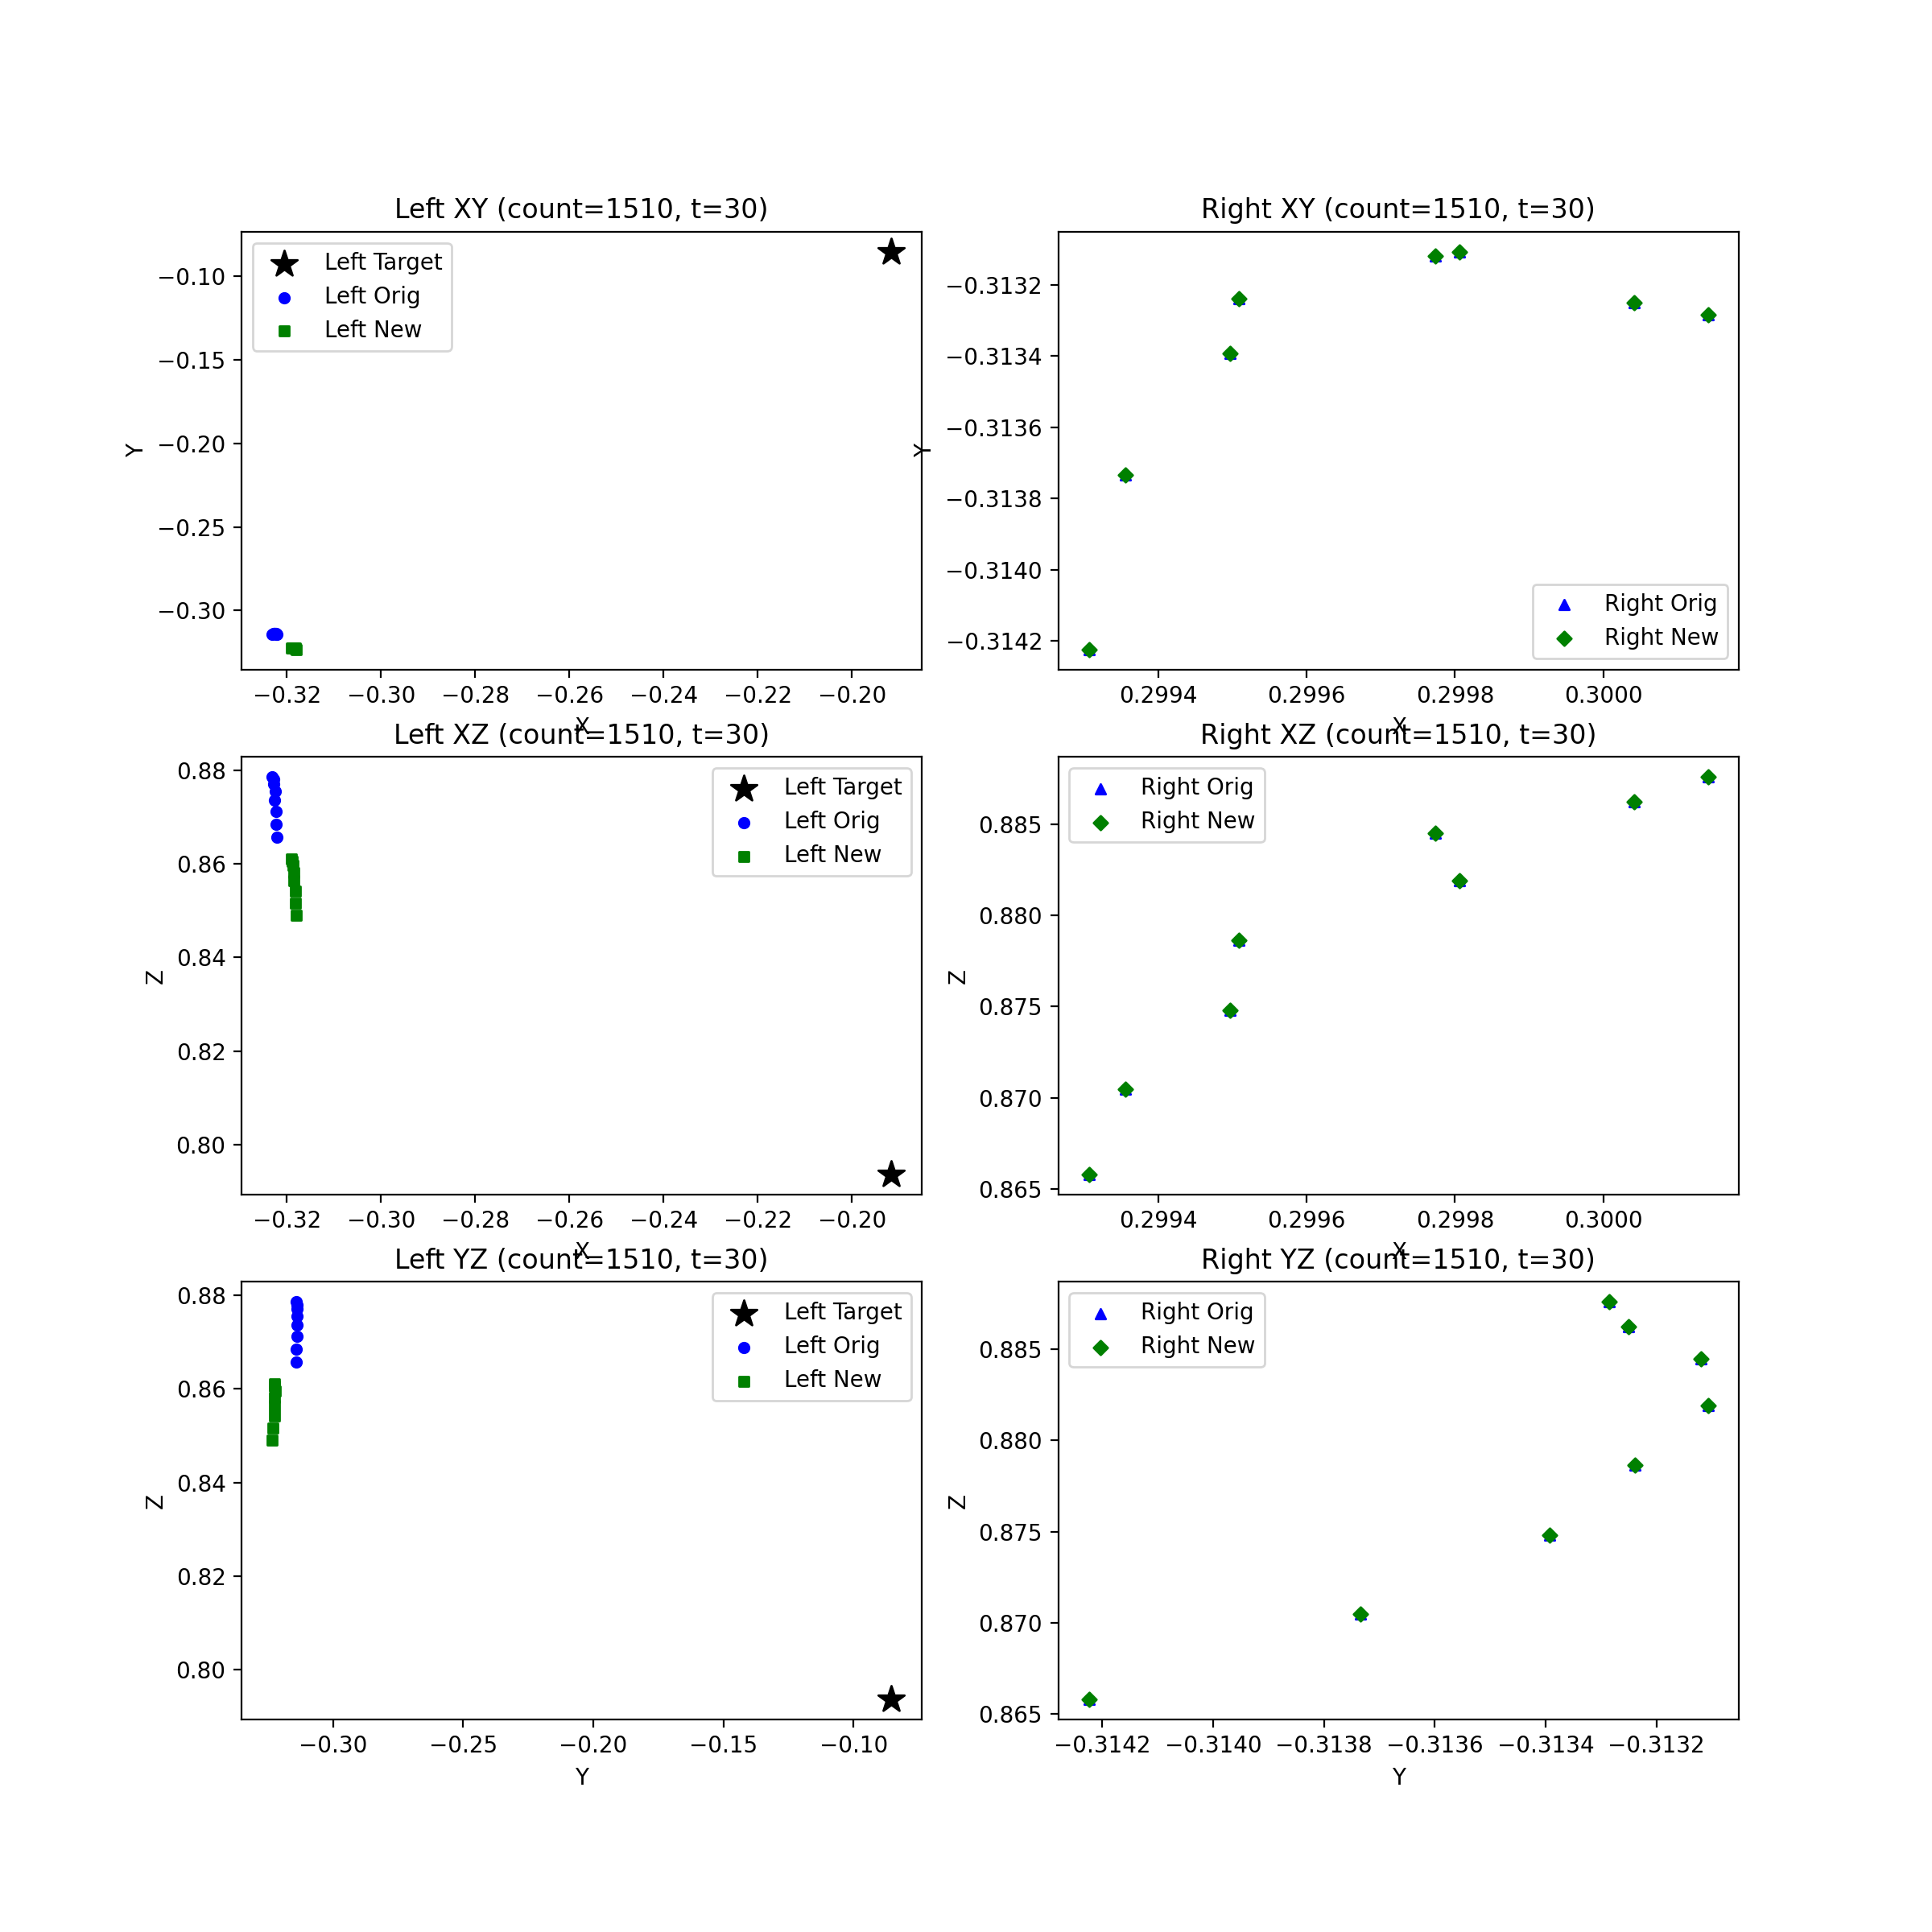 Left XY (count=1510, t=30)
Left Target
Left Orig
Left New
−0.10
−0.15
−0.20
−0.25
−0.30
Y
−0.32
−0.30
−0.28
−0.26
−0.24
−0.22
−0.20
X
Right XY (count=1510, t=30)
−0.3132
−0.3134
−0.3136
−0.3138
−0.3140
−0.3142
Y
Right Orig
Right New
0.2994
0.2996
0.2998
0.3000
X
Left XZ (count=1510, t=30)
Left Target
Left Orig
Left New
0.88
0.86
0.84
0.82
0.80
Z
−0.32
−0.30
−0.28
−0.26
−0.24
−0.22
−0.20
X
Right XZ (count=1510, t=30)
Right Orig
Right New
0.885
0.880
0.875
0.870
0.865
Z
0.2994
0.2996
0.2998
0.3000
X
Left YZ (count=1510, t=30)
Left Target
Left Orig
Left New
0.88
0.86
0.84
0.82
0.80
Z
−0.30
−0.25
−0.20
−0.15
−0.10
Y
Right YZ (count=1510, t=30)
Right Orig
Right New
0.885
0.880
0.875
0.870
0.865
Z
−0.3142
−0.3140
−0.3138
−0.3136
−0.3134
−0.3132
Y